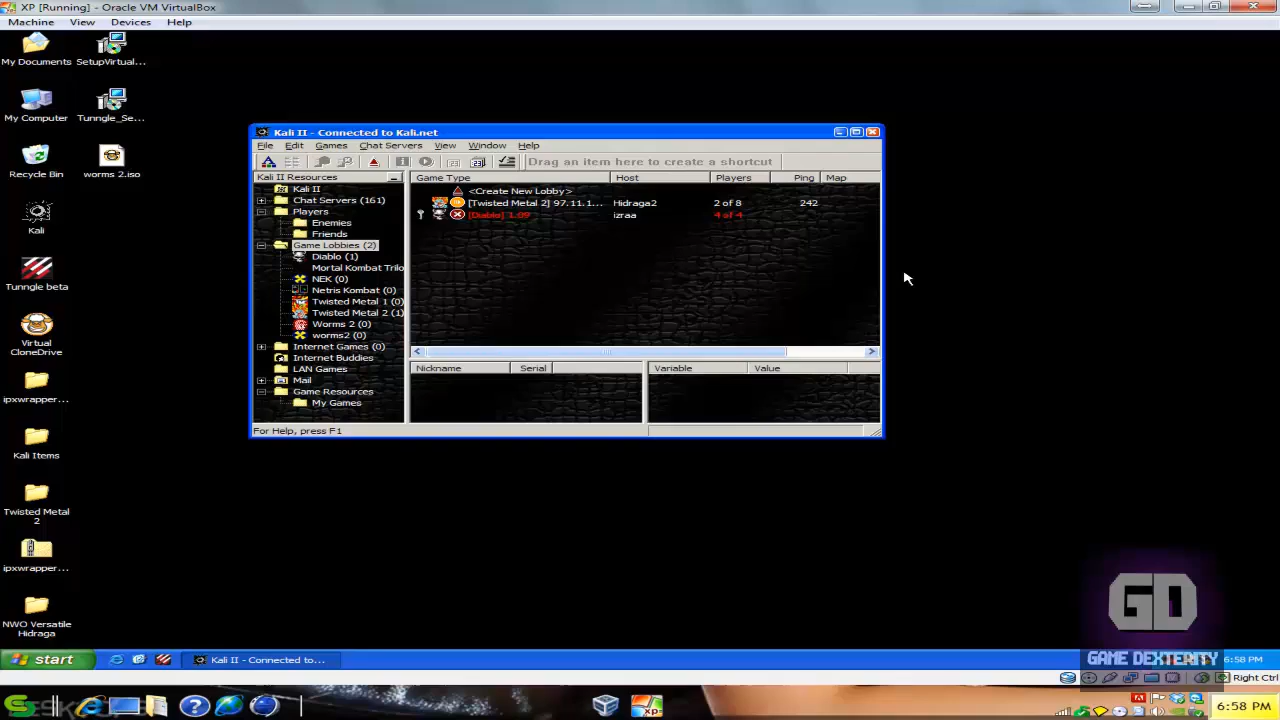 XP [Running] - Oracle VM VirtualBox
Machine View Devices Help
My Documents
SetupVirtual...
My Computer
Tunngle_Se...
Recycle Bin
worms 2.iso
Kali
Tunngle beta
Virtual
CloneDrive
ipxwrapper...
Kali Items
Twisted Metal
2
ipxwrapper...
NWO Versatile
Hidraga
Kali II - Connected to Kali.net
File Edit Games Chat Servers View Window Help
Drag an item here to create a shortcut
Kali II Resources
Kali II
Chat Servers (161)
Players
Enemies
Friends
Game Lobbies (2)
Diablo (1)
Mortal Kombat Trilo
NEK (0)
Netris Kombat (0)
Twisted Metal 1 (0)
Twisted Metal 2 (1)
Worms 2 (0)
worms2 (0)
Internet Games (0)
Internet Buddies
LAN Games
Mail
Game Resources
My Games
Game Type Host Players Ping Map
<Create New Lobby>
[Twisted Metal 2] 97.11.1... Hidraga2 2 of 8 242
[Diablo] 1.09 izraa 4 of 4
Nickname Serial
Variable Value
For Help, press F1
GD
GAME DEXTERITY
start
Kali II - Connected to...
6:58 PM
Right Ctrl
xp
6:58 PM